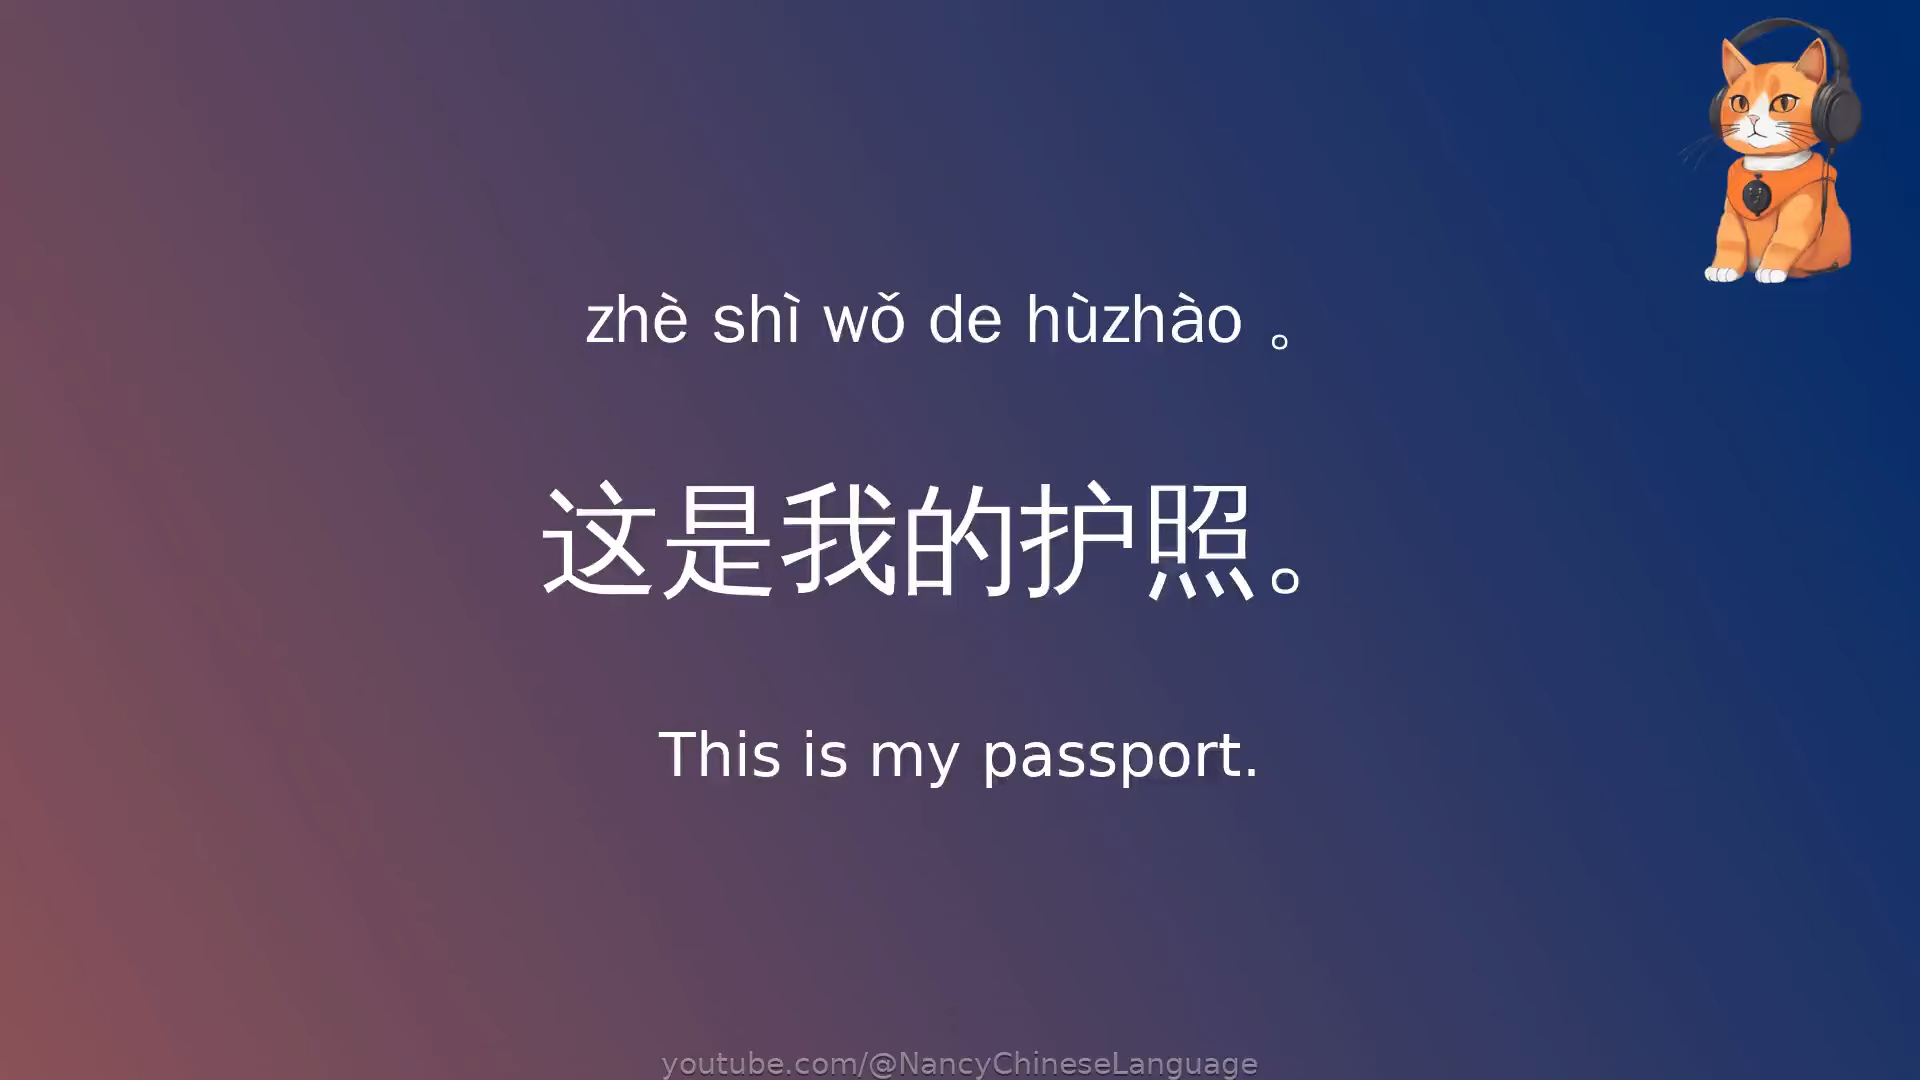 zhè shì wǒ de hùzhào 。
这是我的护照。
This is my passport.
youtube.com/@NancyChineseLanguage